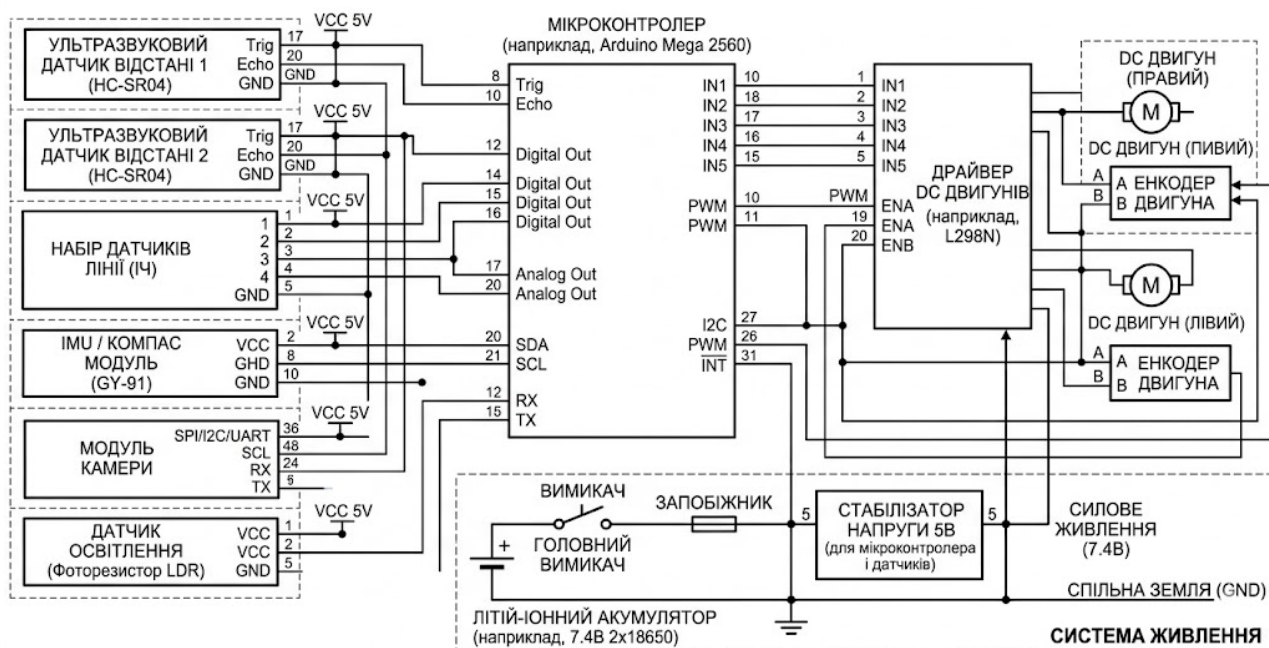 VCC 5V
УЛЬТРАЗВУКОВИЙ
ДАТЧИК ВІДСТАНІ 1
(HC-SR04)
Trig 17
Echo 20
GND GND
VCC 5V
УЛЬТРАЗВУКОВИЙ
ДАТЧИК ВІДСТАНІ 2
(HC-SR04)
Trig 17
Echo 20
GND GND
VCC 5V
НАБІР ДАТЧИКІВ
ЛІНІЇ (ІЧ)
1 1
2 2
3 3
4 4
GND 5
VCC 5V
IMU / КОМПАС
МОДУЛЬ
(GY-91)
VCC 2
GHD 8
GND 10
VCC 5V
МОДУЛЬ
КАМЕРИ
SPI/I2C/UART 36
SCL 48
RX 24
TX 6
VCC 5V
ДАТЧИК
ОСВІТЛЕННЯ
(Фоторезистор LDR)
VCC 1
VCC 2
GND 5
МІКРОКОНТРОЛЕР
(наприклад, Arduino Mega 2560)
8 Trig
10 Echo
12 Digital Out
14 Digital Out
15 Digital Out
16 Digital Out
17 Analog Out
20 Analog Out
20 SDA
21 SCL
12 RX
15 TX
IN1 10
IN2 18
IN3 17
IN4 16
IN5 15
PWM 10
PWM 11
I2C 27
PWM 26
INT 31
1 IN1
2 IN2
3 IN3
4 IN4
5 IN5
PWM ENA
19 ENA
20 ENB
ДРАЙВЕР
DC ДВИГУНІВ
(наприклад,
L298N)
DC ДВИГУН
(ПРАВИЙ)
M
DC ДВИГУН (ПИВИЙ)
A A ЕНКОДЕР
B B ДВИГУНА
M
DC ДВИГУН (ЛІВИЙ)
A A ЕНКОДЕР
B B ДВИГУНА
ВИМИКАЧ
ГОЛОВНИЙ
ВИМИКАЧ
+
ЗАПОБІЖНИК
5 СТАБІЛІЗАТОР 5
НАПРУГИ 5В
(для мікроконтролера
і датчиків)
СИЛОВЕ
ЖИВЛЕННЯ
(7.4В)
СПІЛЬНА ЗЕМЛЯ (GND)
ЛІТІЙ-ІОННИЙ АКУМУЛЯТОР
(наприклад, 7.4В 2x18650)
СИСТЕМА ЖИВЛЕННЯ